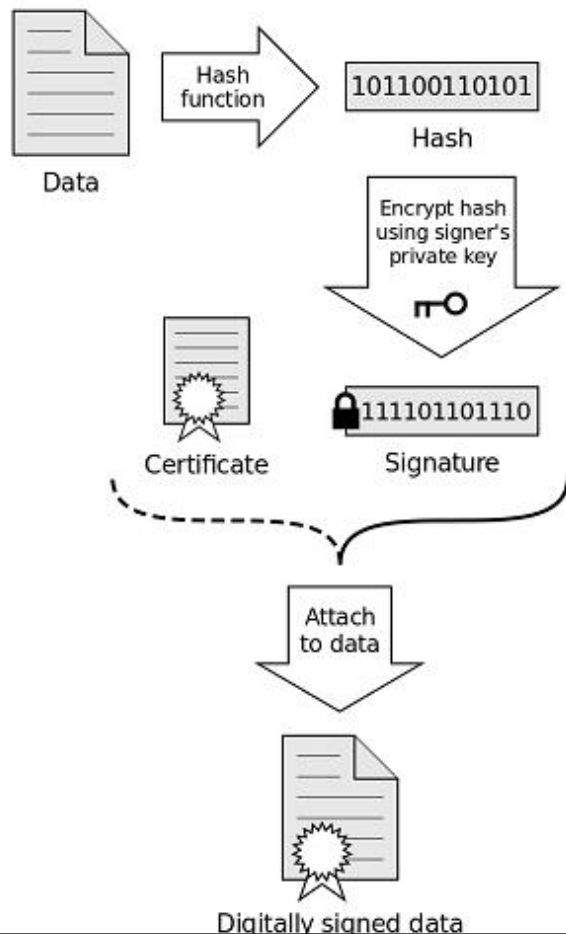 Hash
function
101100110101
Hash
Data
Encrypt hash
using signer's
private key
111101101110
Certificate
Signature
Attach
to data
Digitally signed data